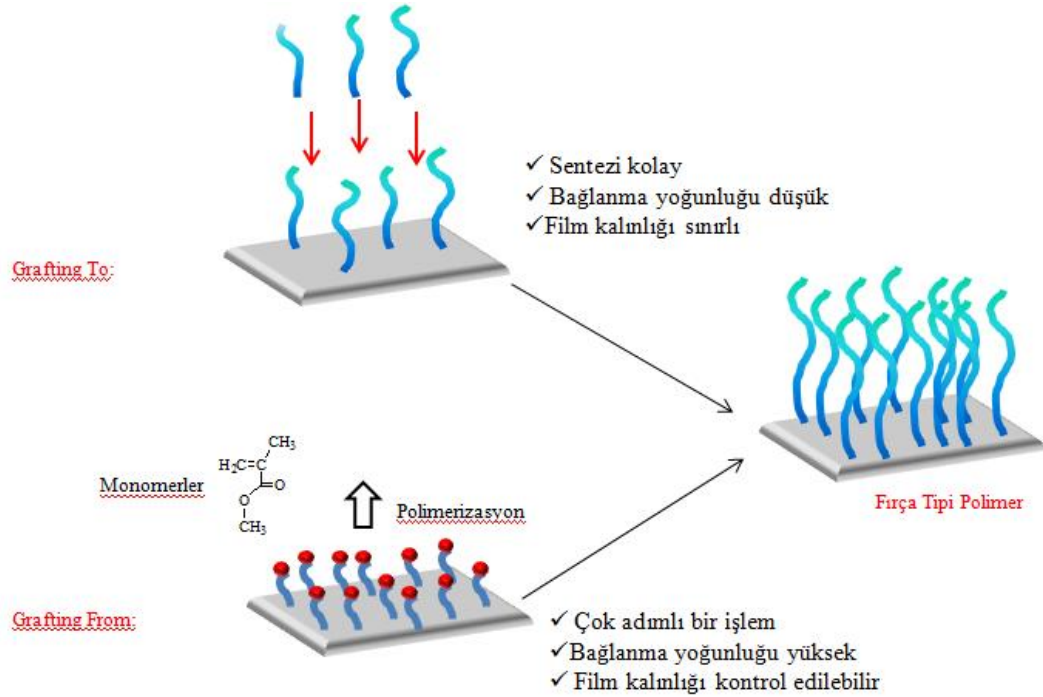 ✓ Sentezi kolay
✓ Bağlanma yoğunluğu düşük
✓Film kalınlığı sınırlı
Grafting To:
Monomerler
CH₃
H₂C
O
O
CH₃
Polimerizasyon
Fırça Tipi Polimer
Grafting From:
✓ Çok adımlı bir işlem
✓Bağlanma yoğunluğu yüksek
✓ Film kalınlığı kontrol edilebilir